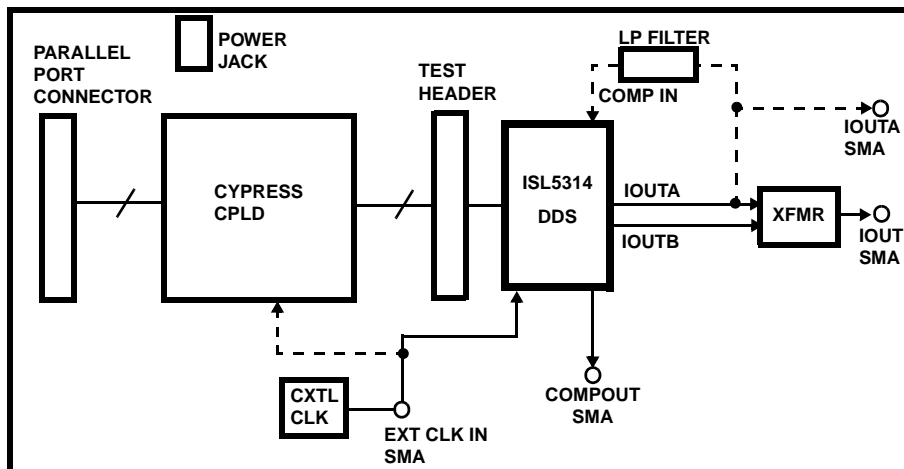 POWER
JACK
PARALLEL
PORT
CONNECTOR
TEST
HEADER
LP FILTER
COMP IN
IOUTA
SMA
CYPRESS
CPLD
ISL5314
DDS
IOUTA
IOUTB
XFMR
IOUT
SMA
CXTL
CLK
EXT CLK IN
SMA
COMPOUT
SMA